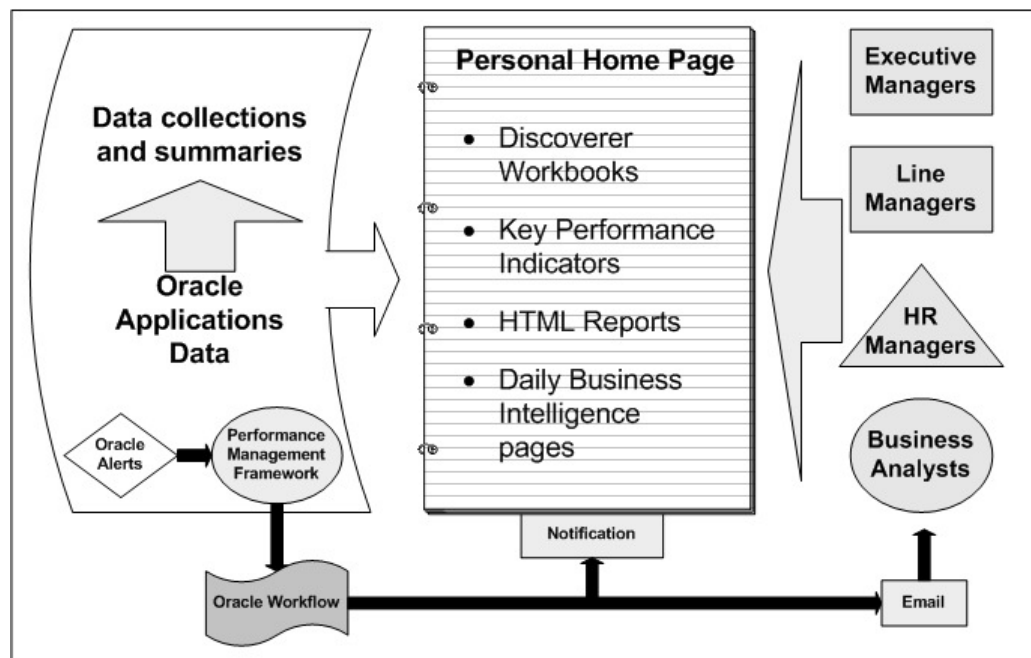 Data collections
and summaries
Oracle
Applications
Data
Oracle
Alerts
Performance
Management
Framework
Oracle Workflow
Personal Home Page
• Discoverer
Workbooks
• Key Performance
Indicators
• HTML Reports
• Daily Business
Intelligence
pages
Notification
Executive
Managers
Line
Managers
HR
Managers
Business
Analysts
Email